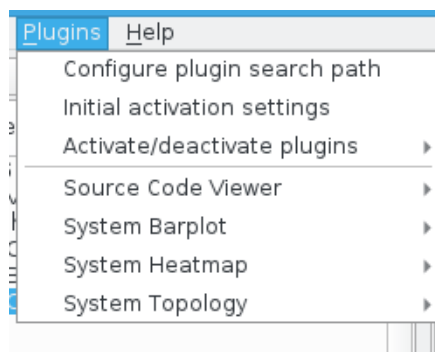 Plugins Help
Configure plugin search path
Initial activation settings
Activate/deactivate plugins
Source Code Viewer
System Barplot
System Heatmap
System Topology